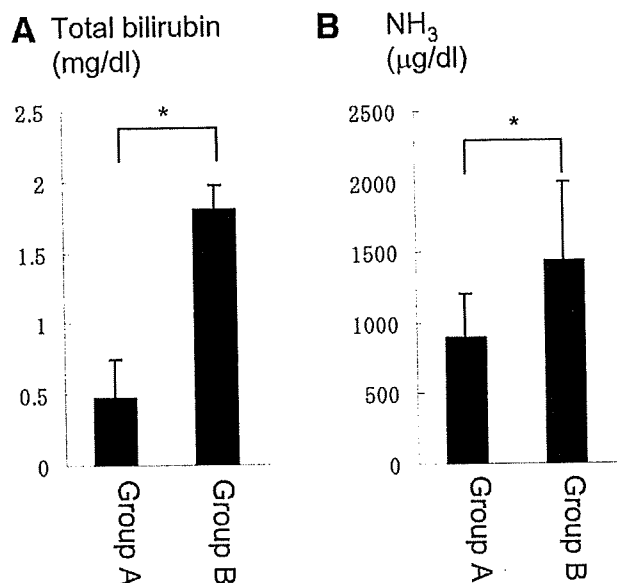 A Total bilirubin
(mg/dl)
2.5
2
1.5
1
0.5
0
*
Group A
Group B
B NH₃
(μg/dl)
2500
2000
1500
1000
500
0
*
Group A
Group B